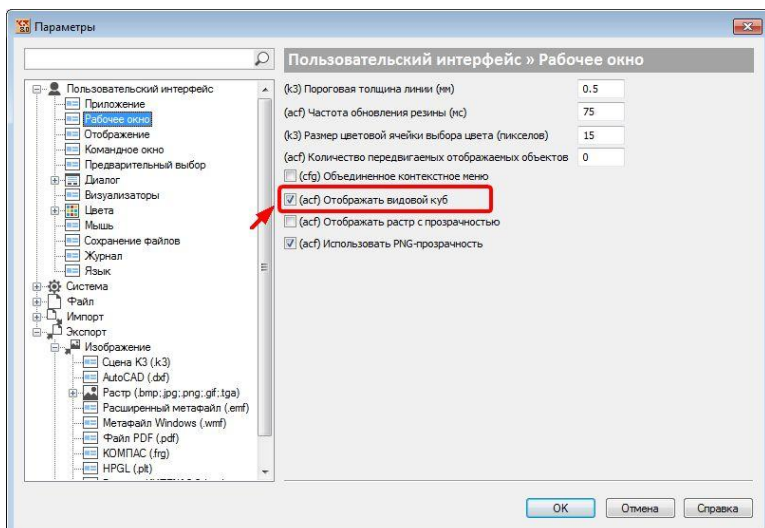 Параметры
Пользовательский интерфейс » Рабочее окно
Пользовательский интерфейс
Приложение
Рабочее окно
Отображение
Командное окно
Предварительный выбор
Диалог
Визуализаторы
Цвета
Мышь
Сохранение файлов
Журнал
Язык
Система
Файл
Импорт
Экспорт
Изображение
Сцена К3 (.k3)
AutoCAD (.dxf)
Растр (.bmp;.jpg;.png;.gif;.tga)
Расширенный метафайл (.emf)
Метафайл Windows (.wmf)
Файл PDF (.pdf)
КОМПАС (.frg)
HPGL (.plt)
(k3) Пороговая толщина линии (мм) 0.5
(acf) Частота обновления резины (мс) 75
(k3) Размер цветовой ячейки выбора цвета (пикселов) 15
(acf) Количество передвигаемых отображаемых объектов 0
(cfg) Объединенное контекстное меню
(acf) Отображать видовой куб
(acf) Отображать растр с прозрачностью
(acf) Использовать PNG-прозрачность
OK Отмена Справка